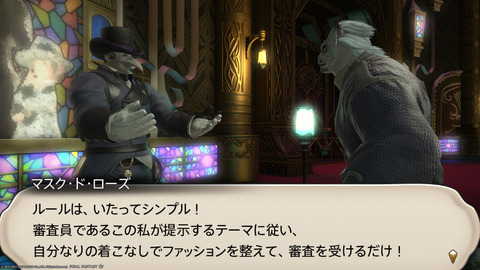 マスク・ド・ローズ
ルールは、いたってシンプル！
審査員であるこの私が提示するテーマに従い、
自分なりの着こなしでファッションを整えて、審査を受けるだけ！
FINAL FANTASY XIV